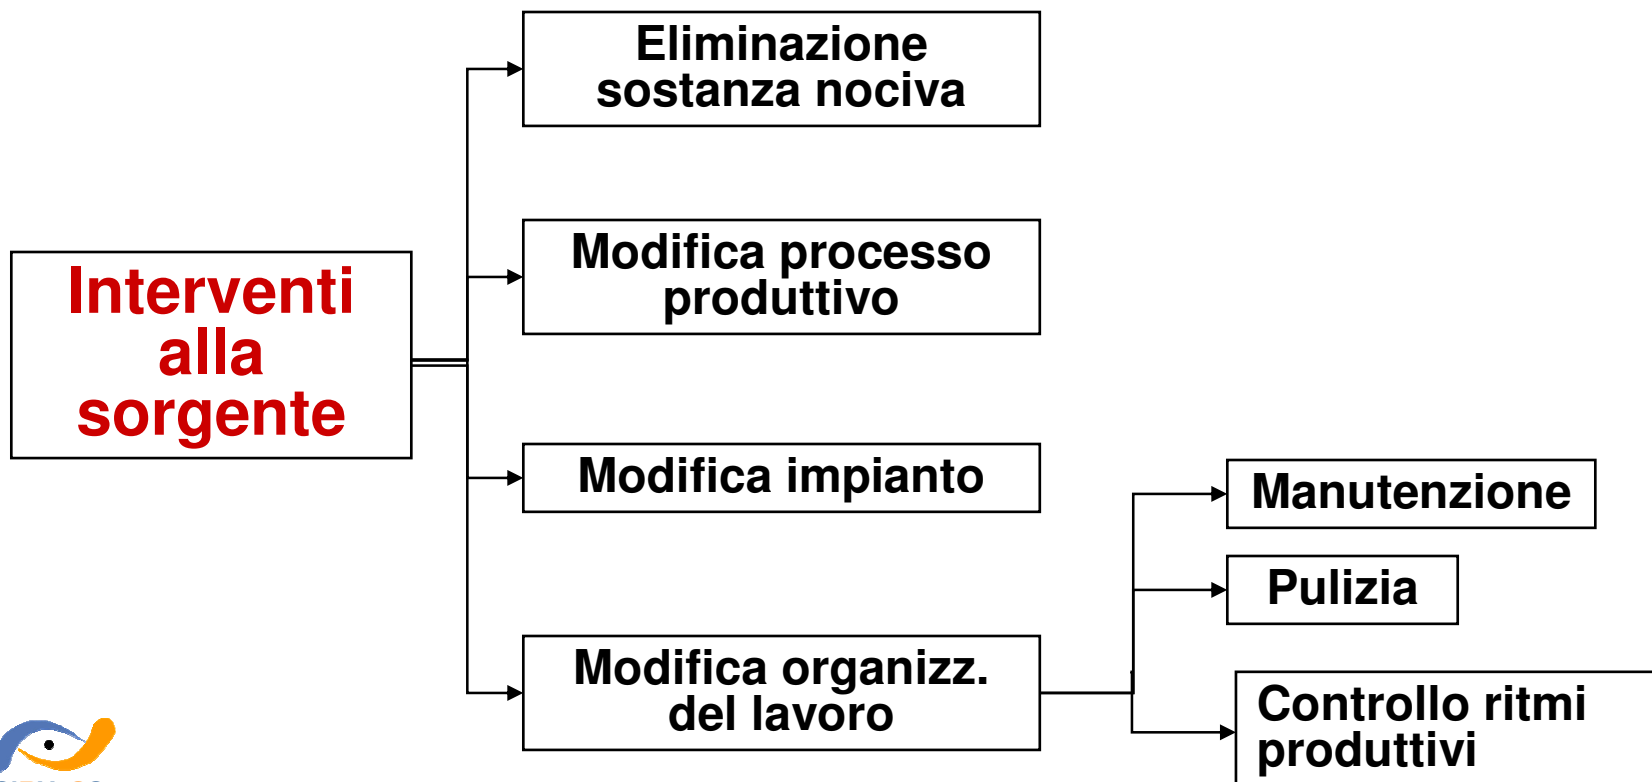 Eliminazione
sostanza nociva
Modifica processo
produttivo
Interventi
alla
sorgente
Modifica impianto
Manutenzione
Pulizia
Modifica organizz.
del lavoro
Controllo ritmi
produttivi